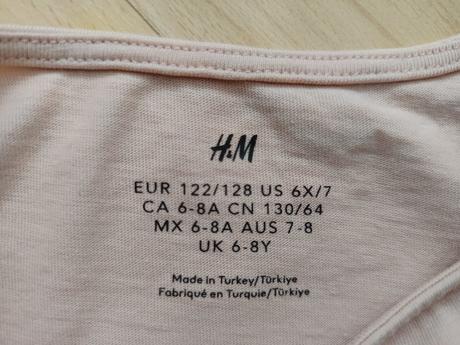 H&M
EUR 122/128 US 6X/7
CA 6-8A CN 130/64
MX 6-8A AUS 7-8
UK 6-8Y
Made in Turkey/Türkiye
Fabriqué en Turquie/Türkiye